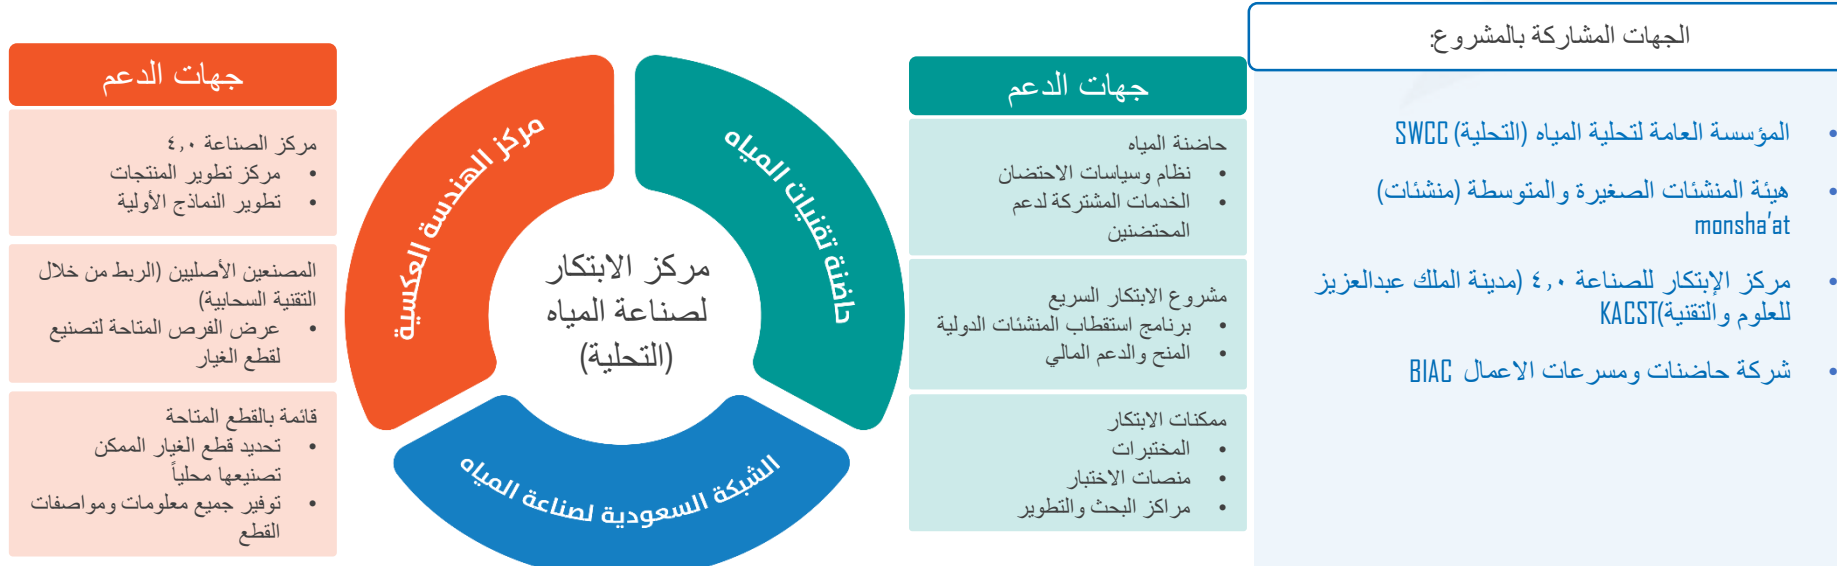 الجهات المشاركة بالمشروع:
• المؤسسة العامة لتحلية المياه (التحلية) SWCC
• هيئة المنشئات الصغيرة والمتوسطة (منشئات)
monsha'at
• مركز الإبتكار للصناعة ٤,٠ (مدينة الملك عبدالعزيز
للعلوم والتقنية)KACST
• شركة حاضنات ومسرعات الاعمال BIAC
جهات الدعم
حاضنة المياه
• نظام وسياسات الاحتضان
• الخدمات المشتركة لدعم
المحتضنين
مشروع الابتكار السريع
• برنامج استقطاب المنشئات الدولية
• المنح والدعم المالي
ممكنات الابتكار
• المختبرات
• منصات الاختبار
• مراكز البحث والتطوير
حاضنة تقنيات المياه
مركز الهندسة العكسية
الشبكة السعودية لصناعة المياه
مركز الابتكار
لصناعة المياه
(التحلية)
جهات الدعم
مركز الصناعة ٤,٠
• مركز تطوير المنتجات
• تطوير النماذج الأولية
المصنعين الأصليين (الربط من خلال
التقنية السحابية)
• عرض الفرص المتاحة لتصنيع
لقطع الغيار
قائمة بالقطع المتاحة
• تحديد قطع الغيار الممكن
تصنيعها محلياً
• توفير جميع معلومات ومواصفات
القطع